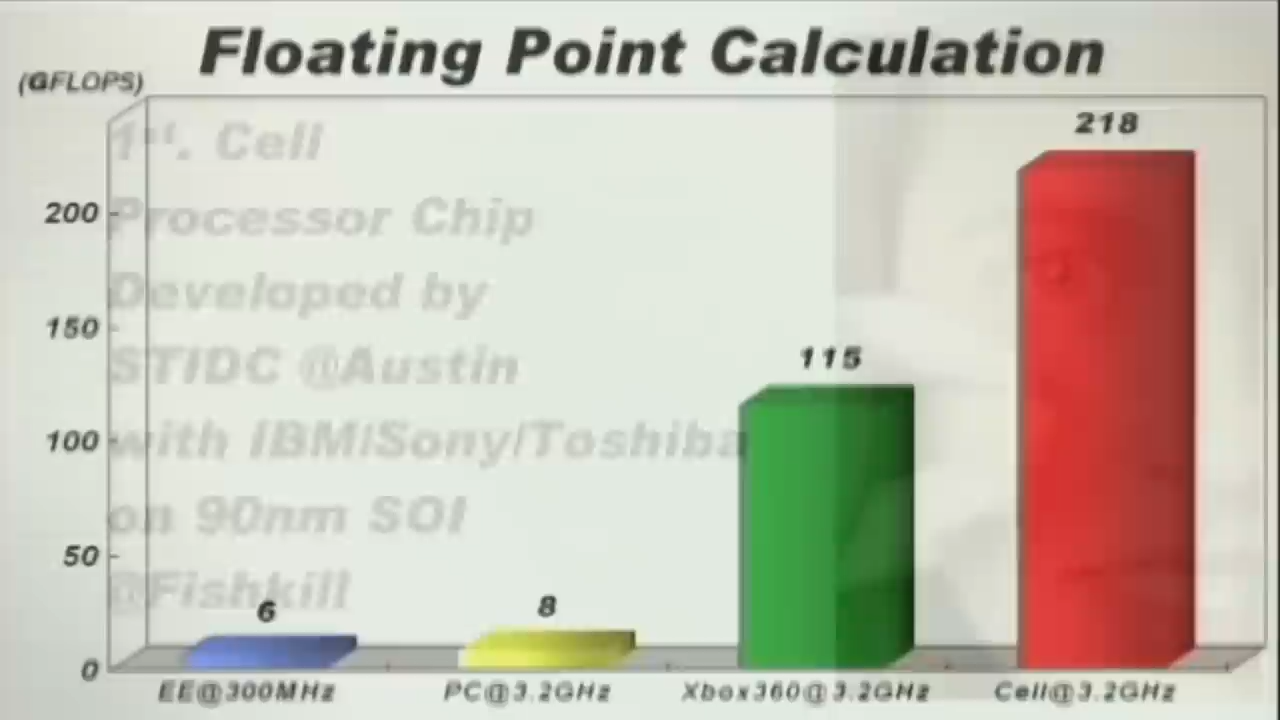 Floating Point Calculation
(GFLOPS)
218
1st. Cell
Processor Chip
200
Developed by
150
115
STIDC @Austin
100
with IBM/Sony/Toshiba
on 90nm SOI
50
@Fishkill
6
8
0
EE@300MHz
PC@3.2GHz
Xbox360@3.2GHz
Cell@3.2GHz